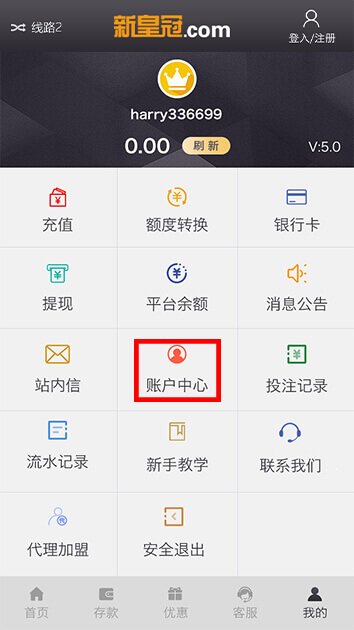 线路2
新皇冠.com
登入/注册
harry336699
0.00
刷新
V:5.0
充值
额度转换
银行卡
提现
平台余额
消息公告
站内信
账户中心
投注记录
流水记录
新手教学
联系我们
代理加盟
安全退出
首页
存款
优惠
客服
我的